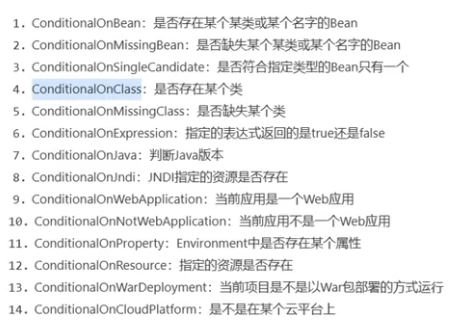 1. ConditionalOnBean：是否存在某个某类或某个名字的Bean
2. ConditionalOnMissingBean：是否缺失某个某类或某个名字的Bean
3. ConditionalOnSingleCandidate：是否符合指定类型的Bean只有一个
4. ConditionalOnClass：是否存在某个类
5. ConditionalOnMissingClass：是否缺失某个类
6. ConditionalOnExpression：指定的表达式返回的是true还是false
7. ConditionalOnJava：判断Java版本
8. ConditionalOnJndi：JNDI指定的资源是否存在
9. ConditionalOnWebApplication：当前应用是一个Web应用
10. ConditionalOnNotWebApplication：当前应用不是一个Web应用
11. ConditionalOnProperty：Environment中是否存在某个属性
12. ConditionalOnResource：指定的资源是否存在
13. ConditionalOnWarDeployment：当前项目是不是以War包部署的方式运行
14. ConditionalOnCloudPlatform：是不是在某个云平台上